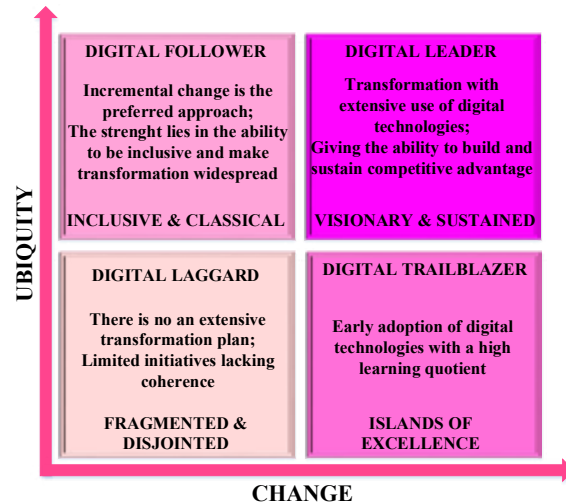 UBIQUITY
DIGITAL FOLLOWER
Incremental change is the
preferred approach;
The strenght lies in the ability
to be inclusive and make
transformation widespread
INCLUSIVE & CLASSICAL
DIGITAL LEADER
Transformation with
extensive use of digital
technologies;
Giving the ability to build and
sustain competitive advantage
VISIONARY & SUSTAINED
DIGITAL LAGGARD
There is no an extensive
transformation plan;
Limited initiatives lacking
coherence
FRAGMENTED &
DISJOINTED
DIGITAL TRAILBLAZER
Early adoption of digital
technologies with a high
learning quotient
ISLANDS OF
EXCELLENCE
CHANGE